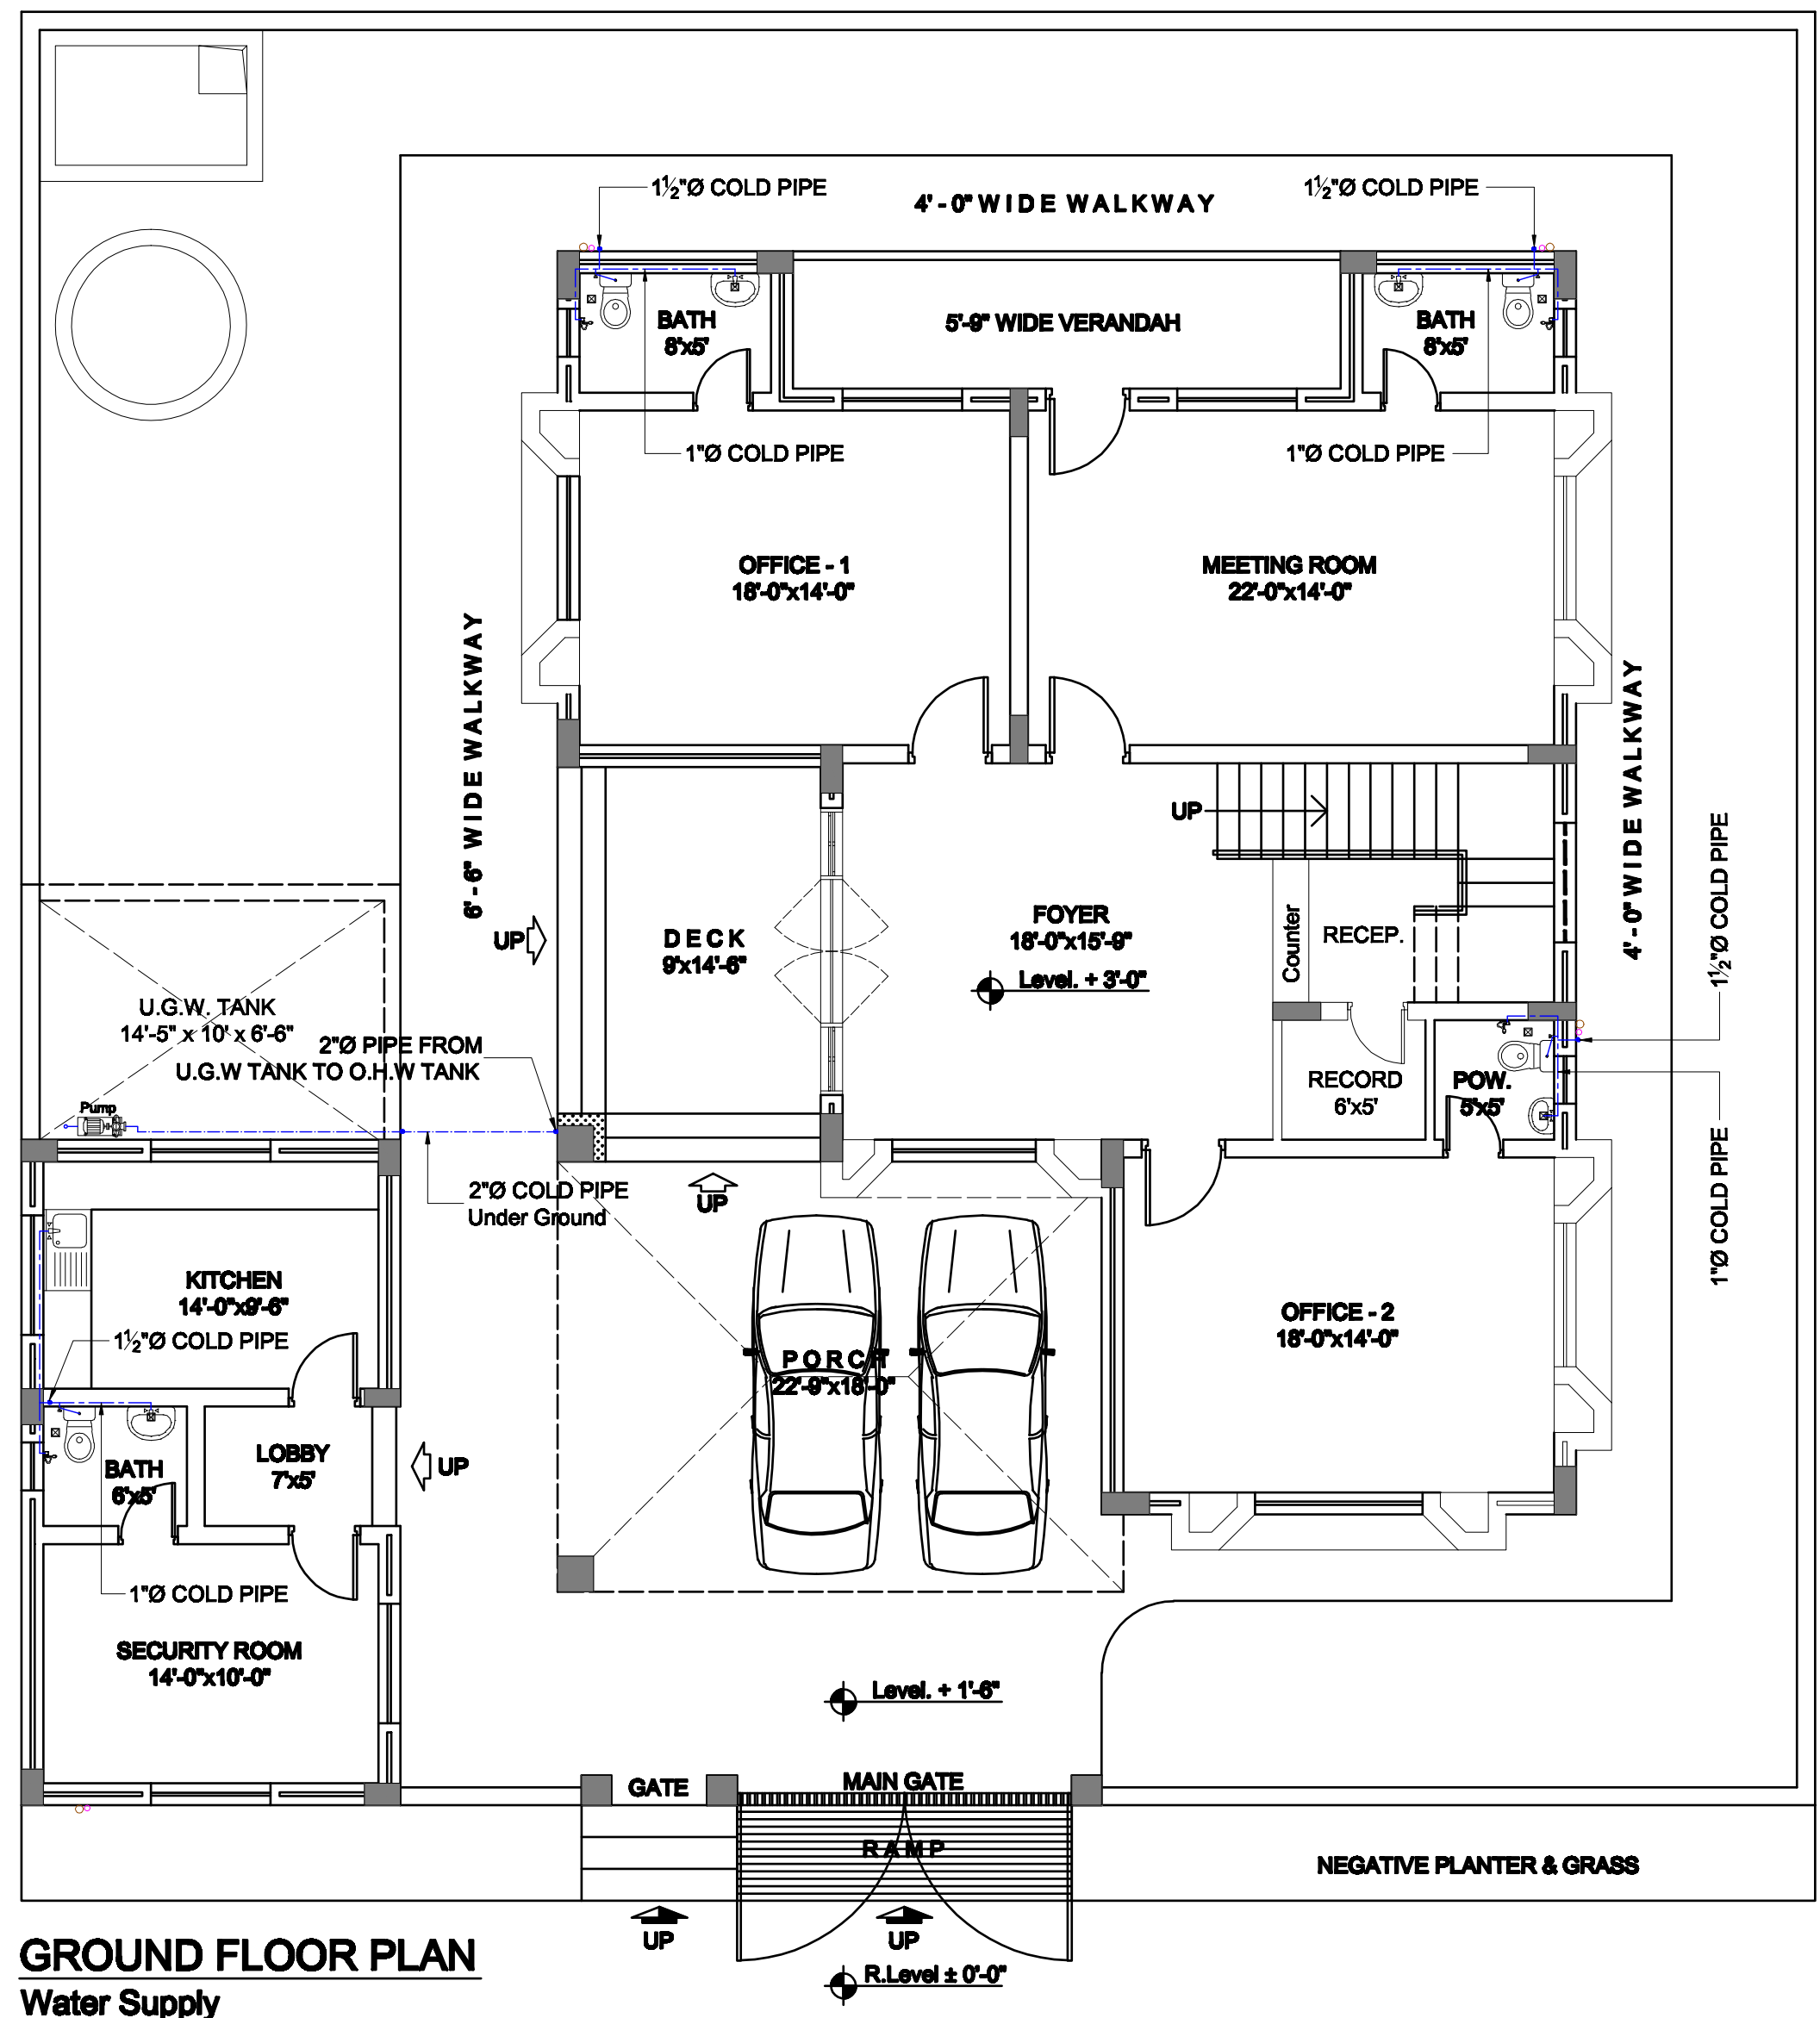 1½"Ø COLD PIPE
4'-0" WIDE WALKWAY
1½"Ø COLD PIPE
BATH
8'x5'
5'-9" WIDE VERANDAH
BATH
8'x5'
1"Ø COLD PIPE
1"Ø COLD PIPE
OFFICE - 1
18'-0"x14'-0"
MEETING ROOM
22'-0"x14'-0"
6'-6" WIDE WALKWAY
4'-0" WIDE WALKWAY
UP
1½"Ø COLD PIPE
UP
DECK
9'x14'-6"
FOYER
18'-0"x15'-9"
Level. + 3'-0"
Counter
RECEP.
U.G.W. TANK
14'-5" x 10' x 6'-6"
2"Ø PIPE FROM
U.G.W TANK TO O.H.W TANK
Pump
RECORD
6'x5'
POW.
5'x5'
1"Ø COLD PIPE
2"Ø COLD PIPE
Under Ground
UP
KITCHEN
14'-0"x9'-6"
1½"Ø COLD PIPE
PORCH
22'-9"x18'-0"
OFFICE - 2
18'-0"x14'-0"
BATH
6'x5'
LOBBY
7'x5'
UP
1"Ø COLD PIPE
SECURITY ROOM
14'-0"x10'-0"
Level. + 1'-6"
GATE
MAIN GATE
RAMP
NEGATIVE PLANTER & GRASS
UP
UP
R.Level ± 0'-0"
GROUND FLOOR PLAN
Water Supply